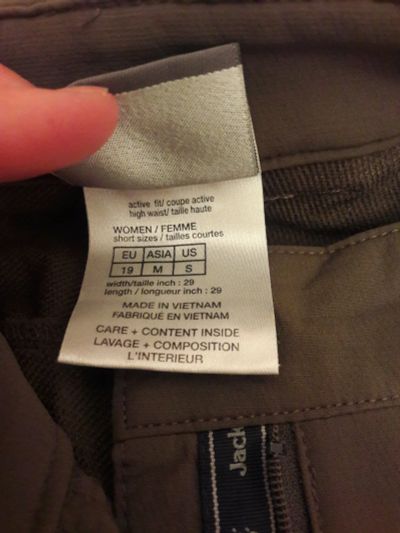 active fit/ coupe active
high waist/ taille haute
WOMEN / FEMME
short sizes / tailles courtes
EU ASIA US
19 M S
width/taille inch : 29
length / longueur inch : 29
MADE IN VIETNAM
FABRIQUÉ EN VIETNAM
CARE + CONTENT INSIDE
LAVAGE + COMPOSITION
L'INTERIEUR
Jack